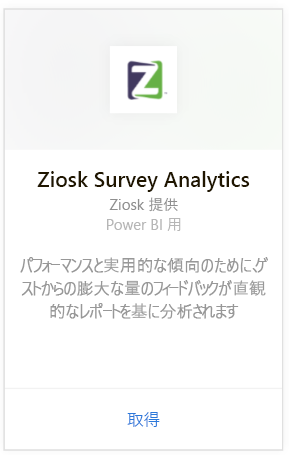 Z
Ziosk Survey Analytics
Ziosk 提供
Power BI 用
パフォーマンスと実用的な傾向のために､ゲ
ストからの膨大な量のフィードバックが直観
的なレポートを基に分析されます
取得